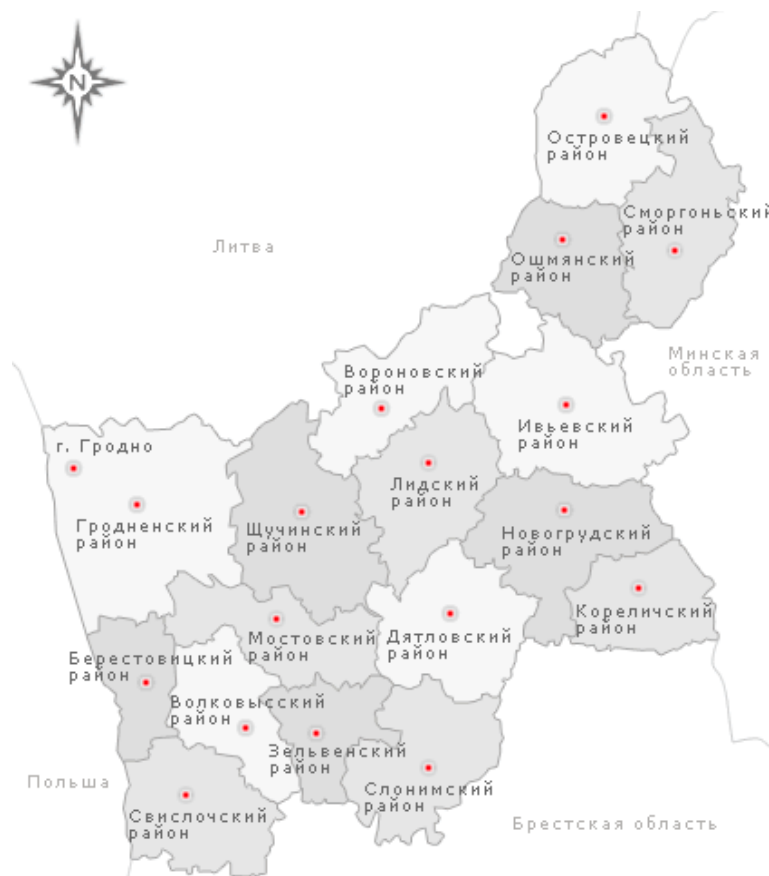 N
Островецкий
район
Сморгоньский
район
Литва
Ошмянский
район
Минская
область
Вороновский
район
Ивьевский
район
г. Гродно
Лидский
район
Гродненский
район
Щучинский
район
Новогрудский
район
Кореличский
район
Мостовский
район
Дятловский
район
Берестовицкий
район
Волковысский
район
Зельвенский
район
Польша
Слонимский
район
Свислочский
район
Брестская область